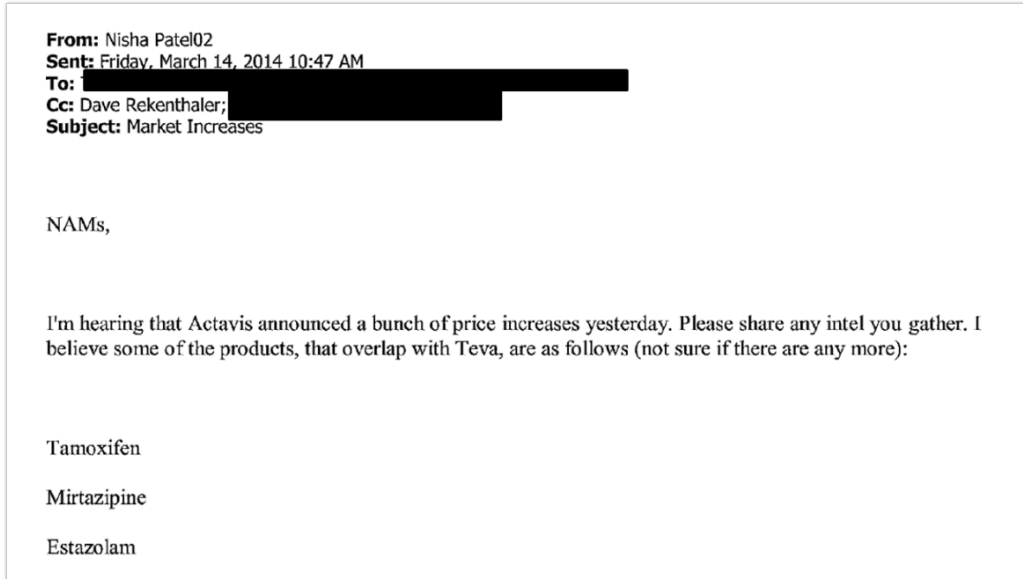 From: Nisha Patel02
Sent: Friday, March 14, 2014 10:47 AM
To:
Cc: Dave Rekenthaler;
Subject: Market Increases
NAMs,
I'm hearing that Actavis announced a bunch of price increases yesterday. Please share any intel you gather. I
believe some of the products, that overlap with Teva, are as follows (not sure if there are any more):
Tamoxifen
Mirtazipine
Estazolam